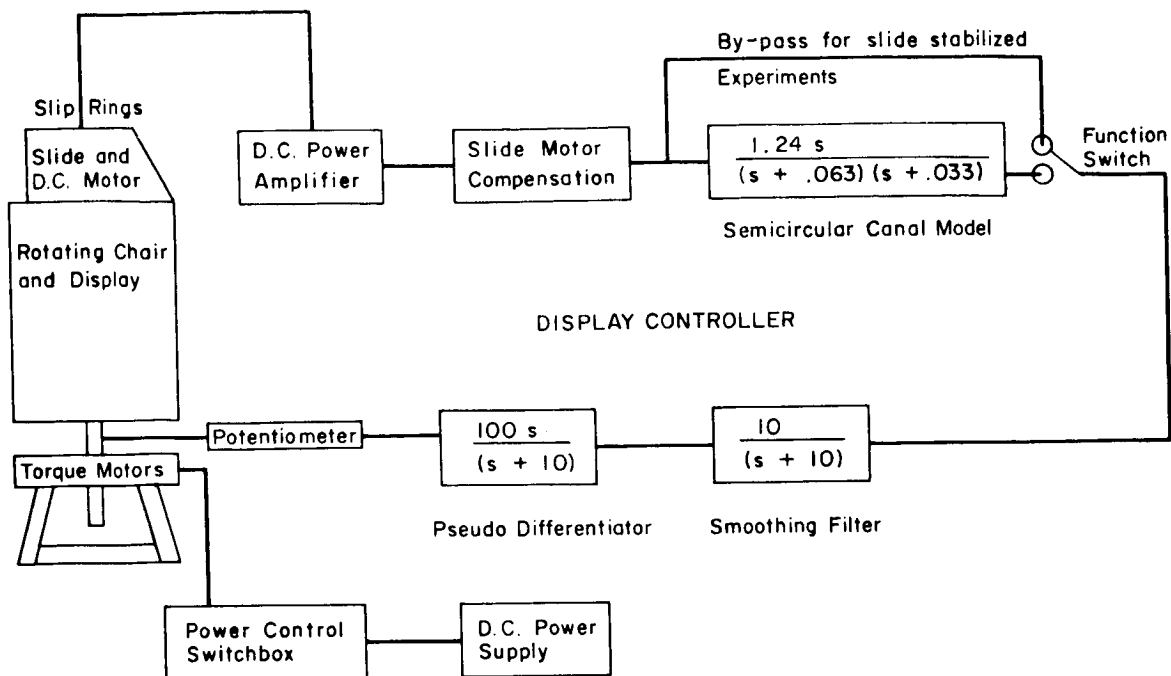 By-pass for slide stabilized
Experiments
Slip Rings
Slide and
D.C. Motor
D.C. Power
Amplifier
Slide Motor
Compensation
1.24 s
(s + .063) (s + .033)
Function
Switch
Semicircular Canal Model
Rotating Chair
and Display
DISPLAY CONTROLLER
Potentiometer
100 s
(s + 10)
10
(s + 10)
Torque Motors
Pseudo Differentiator
Smoothing Filter
Power Control
Switchbox
D.C. Power
Supply